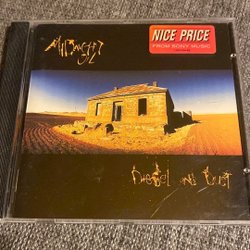 MIDNIGHT
OIL
NICE PRICE
FROM SONY MUSIC
DIESEL AND DUST